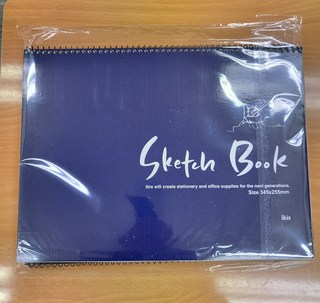 Sketch Book
ibis will create stationery and office supplies for the next generations.
Size 345x255mm
ibis